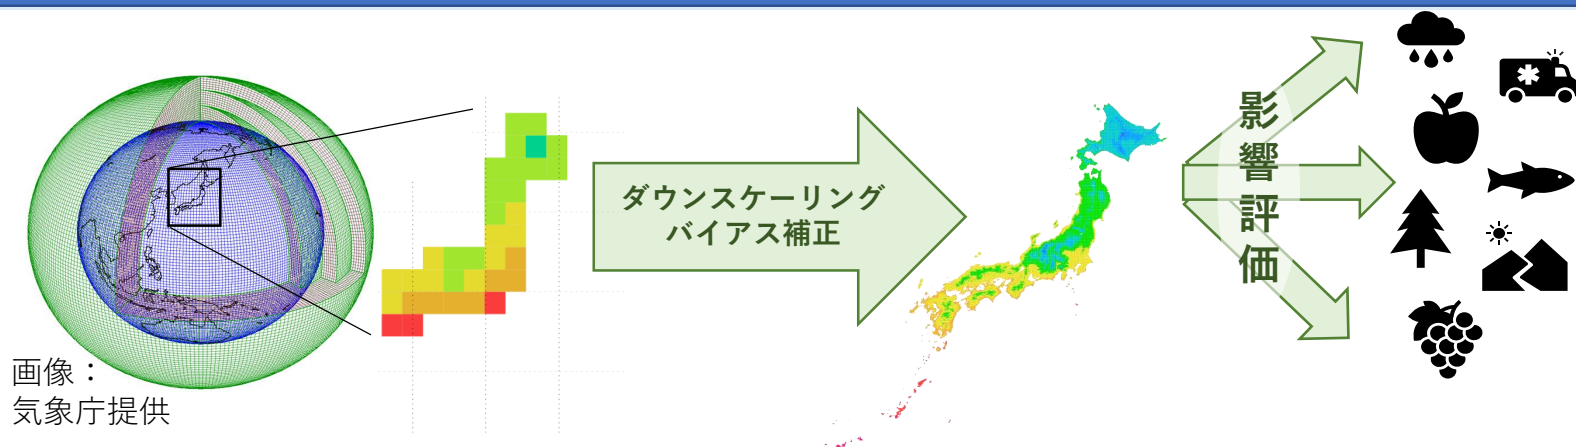 画像：
気象庁提供
ダウンスケーリング
バイアス補正
影響評価